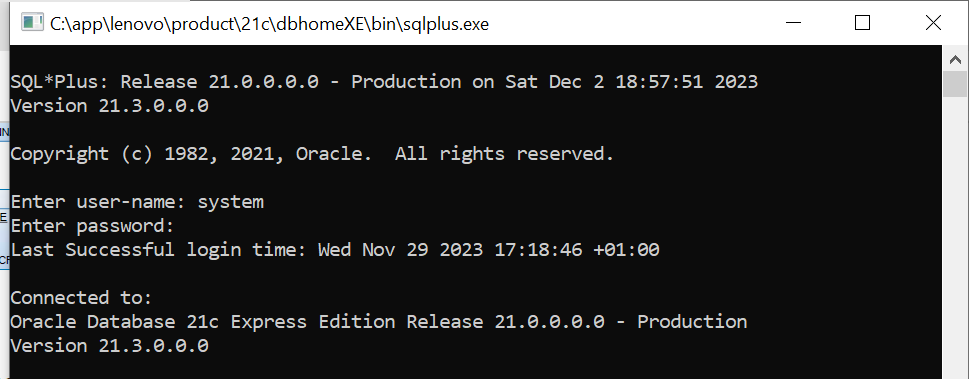 C:\app\lenovo\product\21c\dbhomeXE\bin\sqlplus.exe
SQL*Plus: Release 21.0.0.0.0 - Production on Sat Dec 2 18:57:51 2023
Version 21.3.0.0.0
Copyright (c) 1982, 2021, Oracle.  All rights reserved.
Enter user-name: system
Enter password:
Last Successful login time: Wed Nov 29 2023 17:18:46 +01:00
Connected to:
Oracle Database 21c Express Edition Release 21.0.0.0.0 - Production
Version 21.3.0.0.0